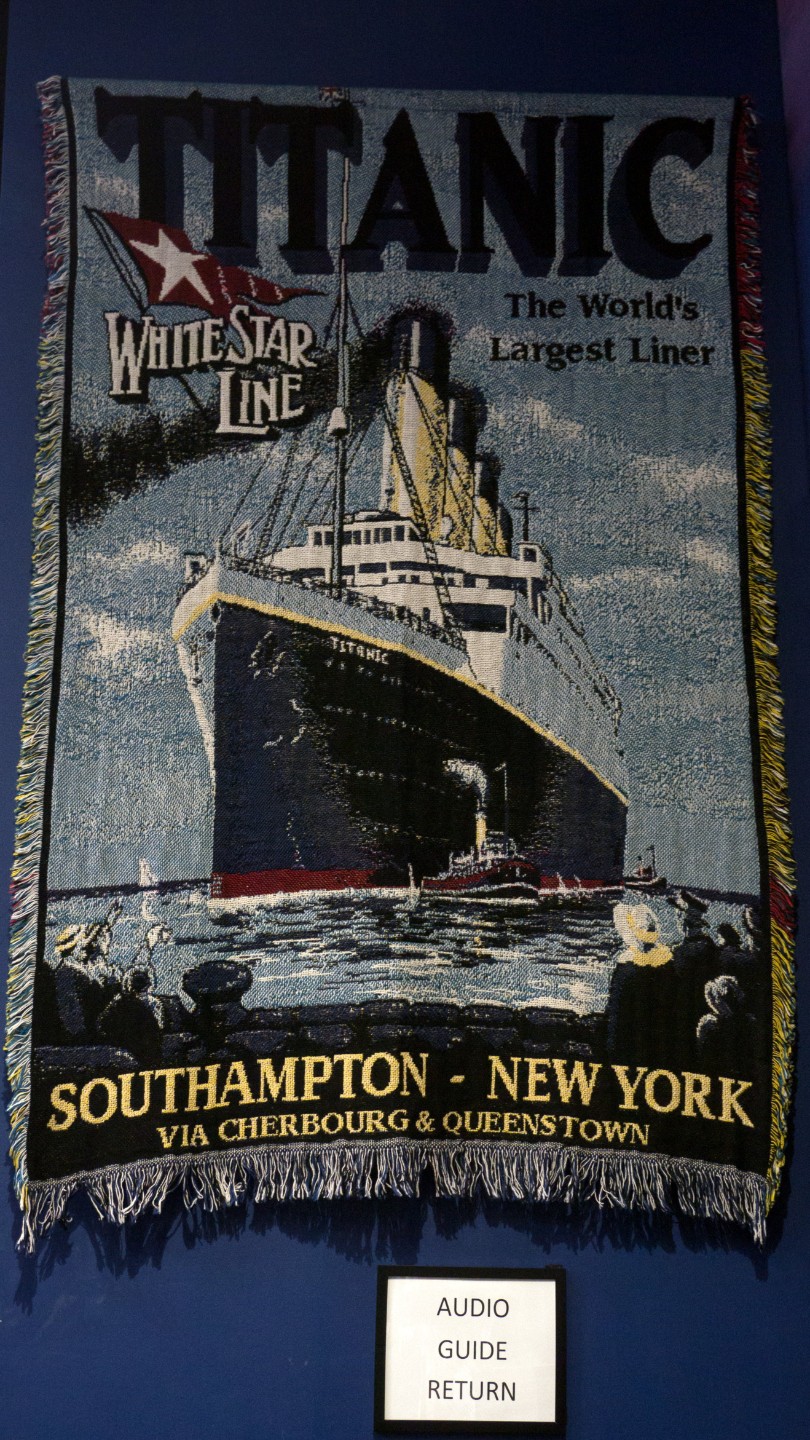 TITANIC
WHITE STAR
LINE
The World's
Largest Liner
TITANIC
SOUTHAMPTON - NEW YORK
VIA CHERBOURG & QUEENSTOWN
AUDIO
GUIDE
RETURN